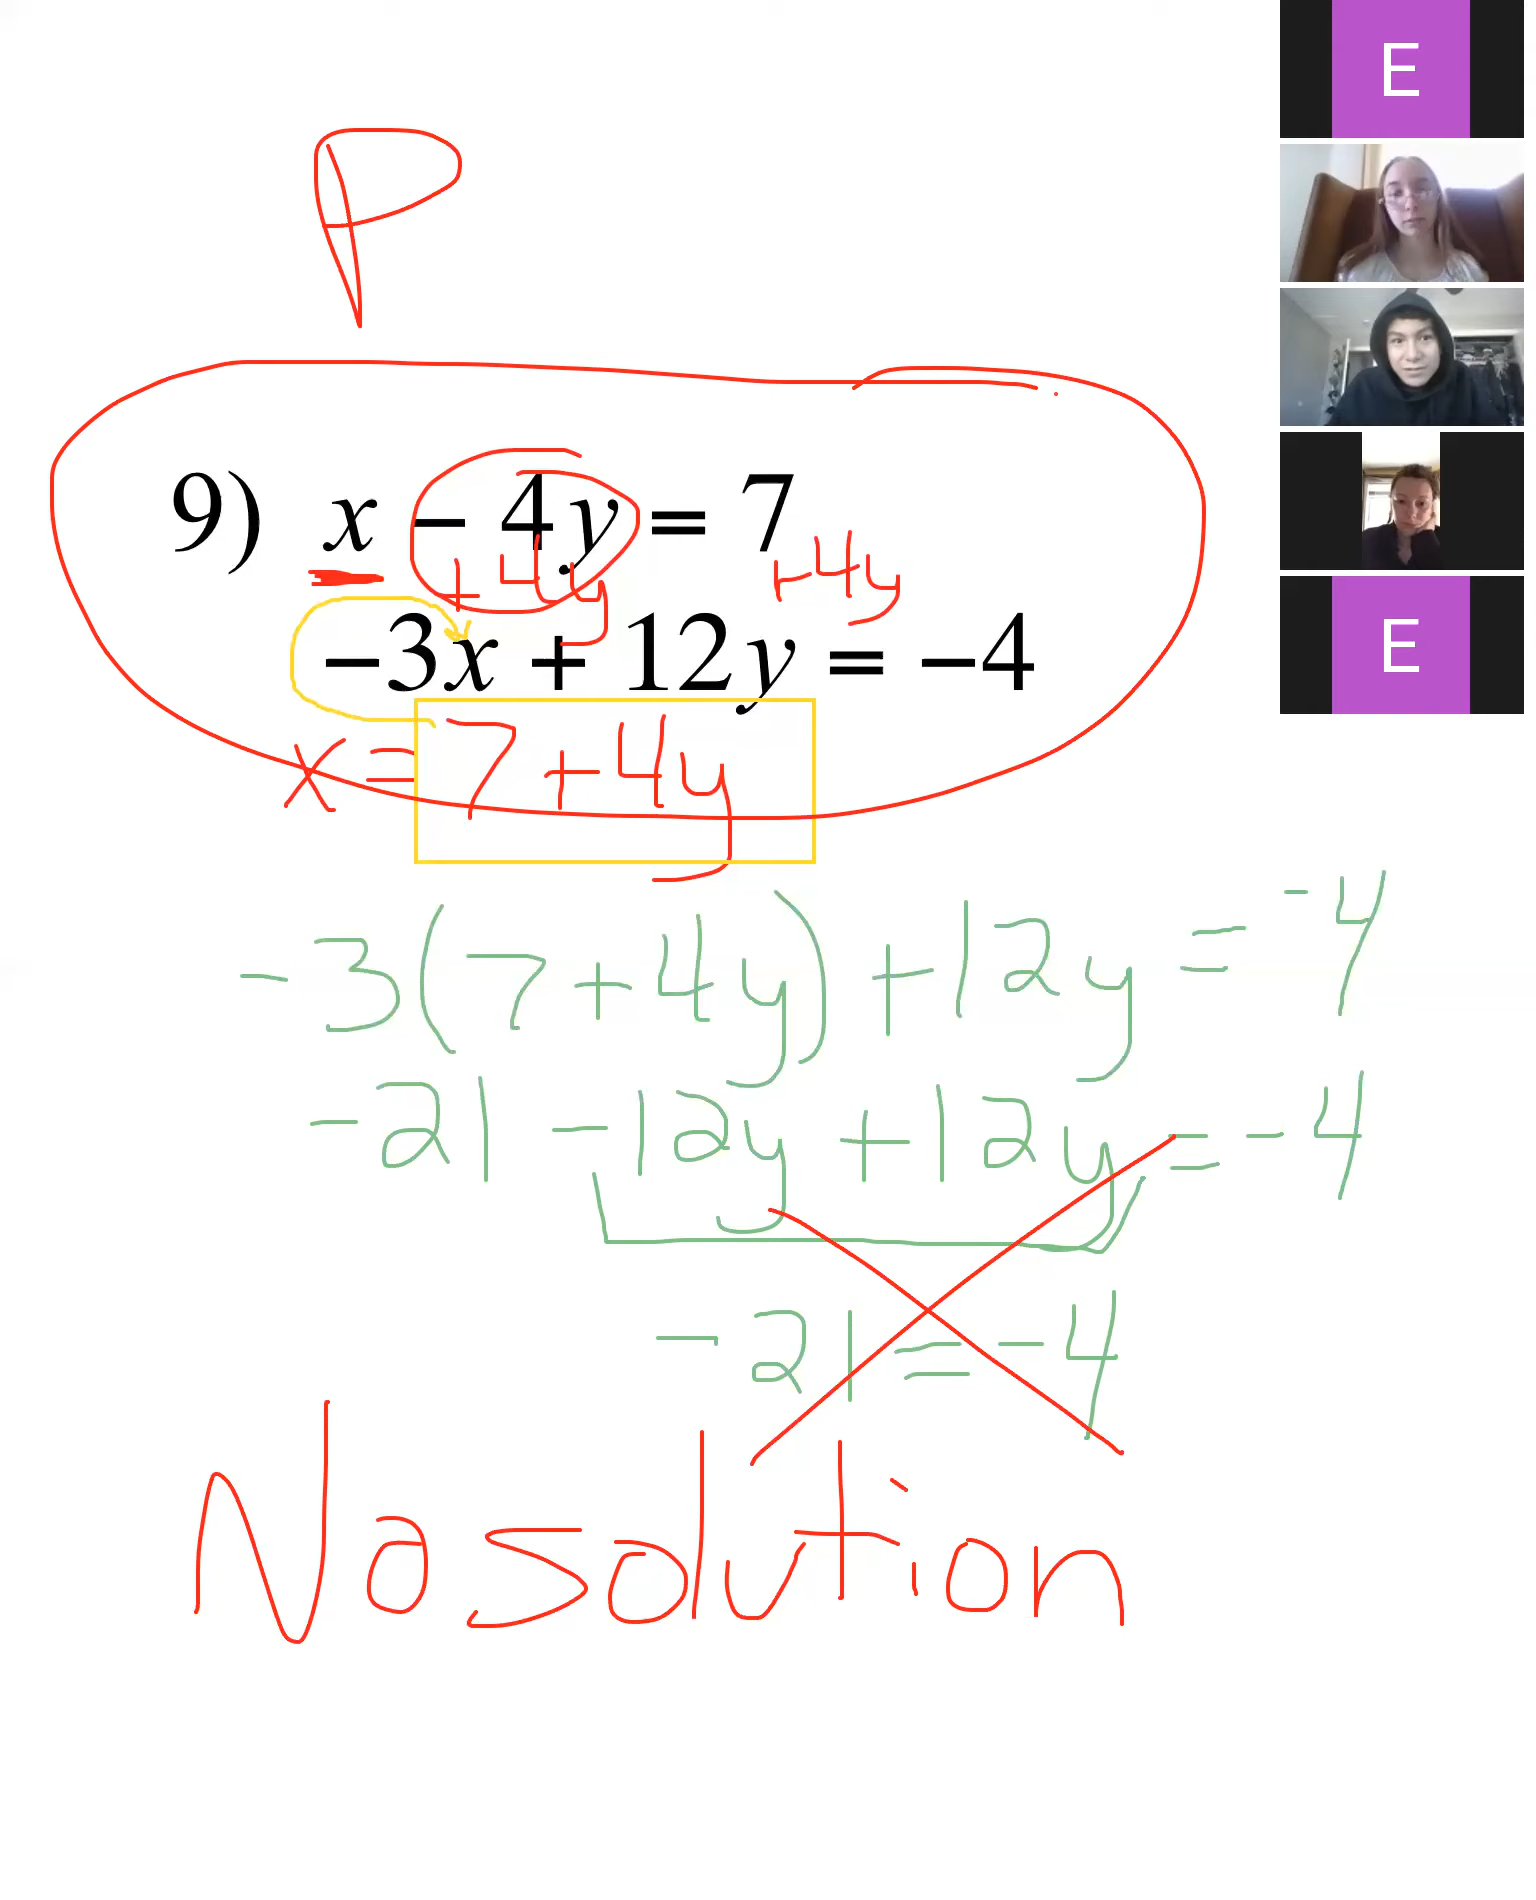 E
P
9) x − 4y = 7
+ 4y +4y
−3x + 12y = −4
x = 7 + 4y
E
-3(7+4y)+12y = -4
-21 -12y +12y = -4
-21 = -4
No solution